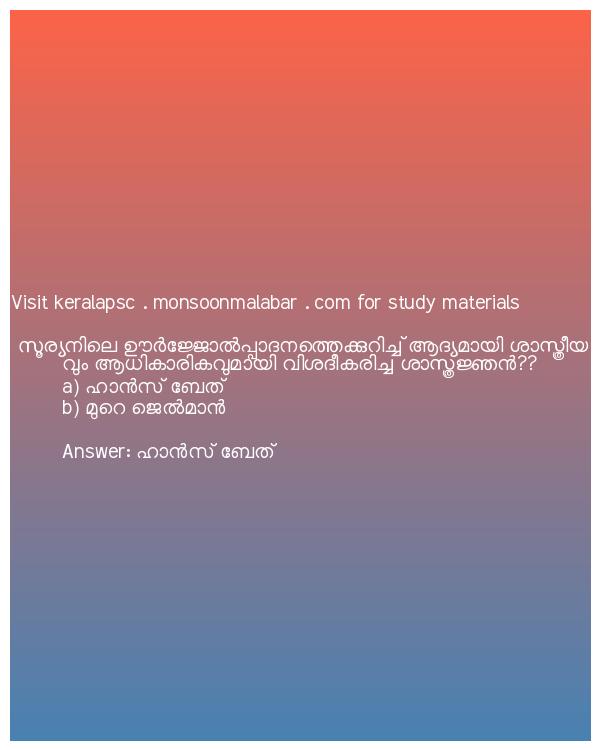 Visit keralapsc . monsoonmalabar . com for study materials
സൂര്യനിലെ ഊർജ്ജോൽപ്പാദനത്തെക്കുറിച്ച് ആദ്യമായി ശാസ്ത്രീയ
വും ആധികാരികവുമായി വിശദീകരിച്ച ശാസ്ത്രജ്ഞൻ??
a) ഹാൻസ് ബേത്
b) മുറെ ജെൽമാൻ
Answer: ഹാൻസ് ബേത്